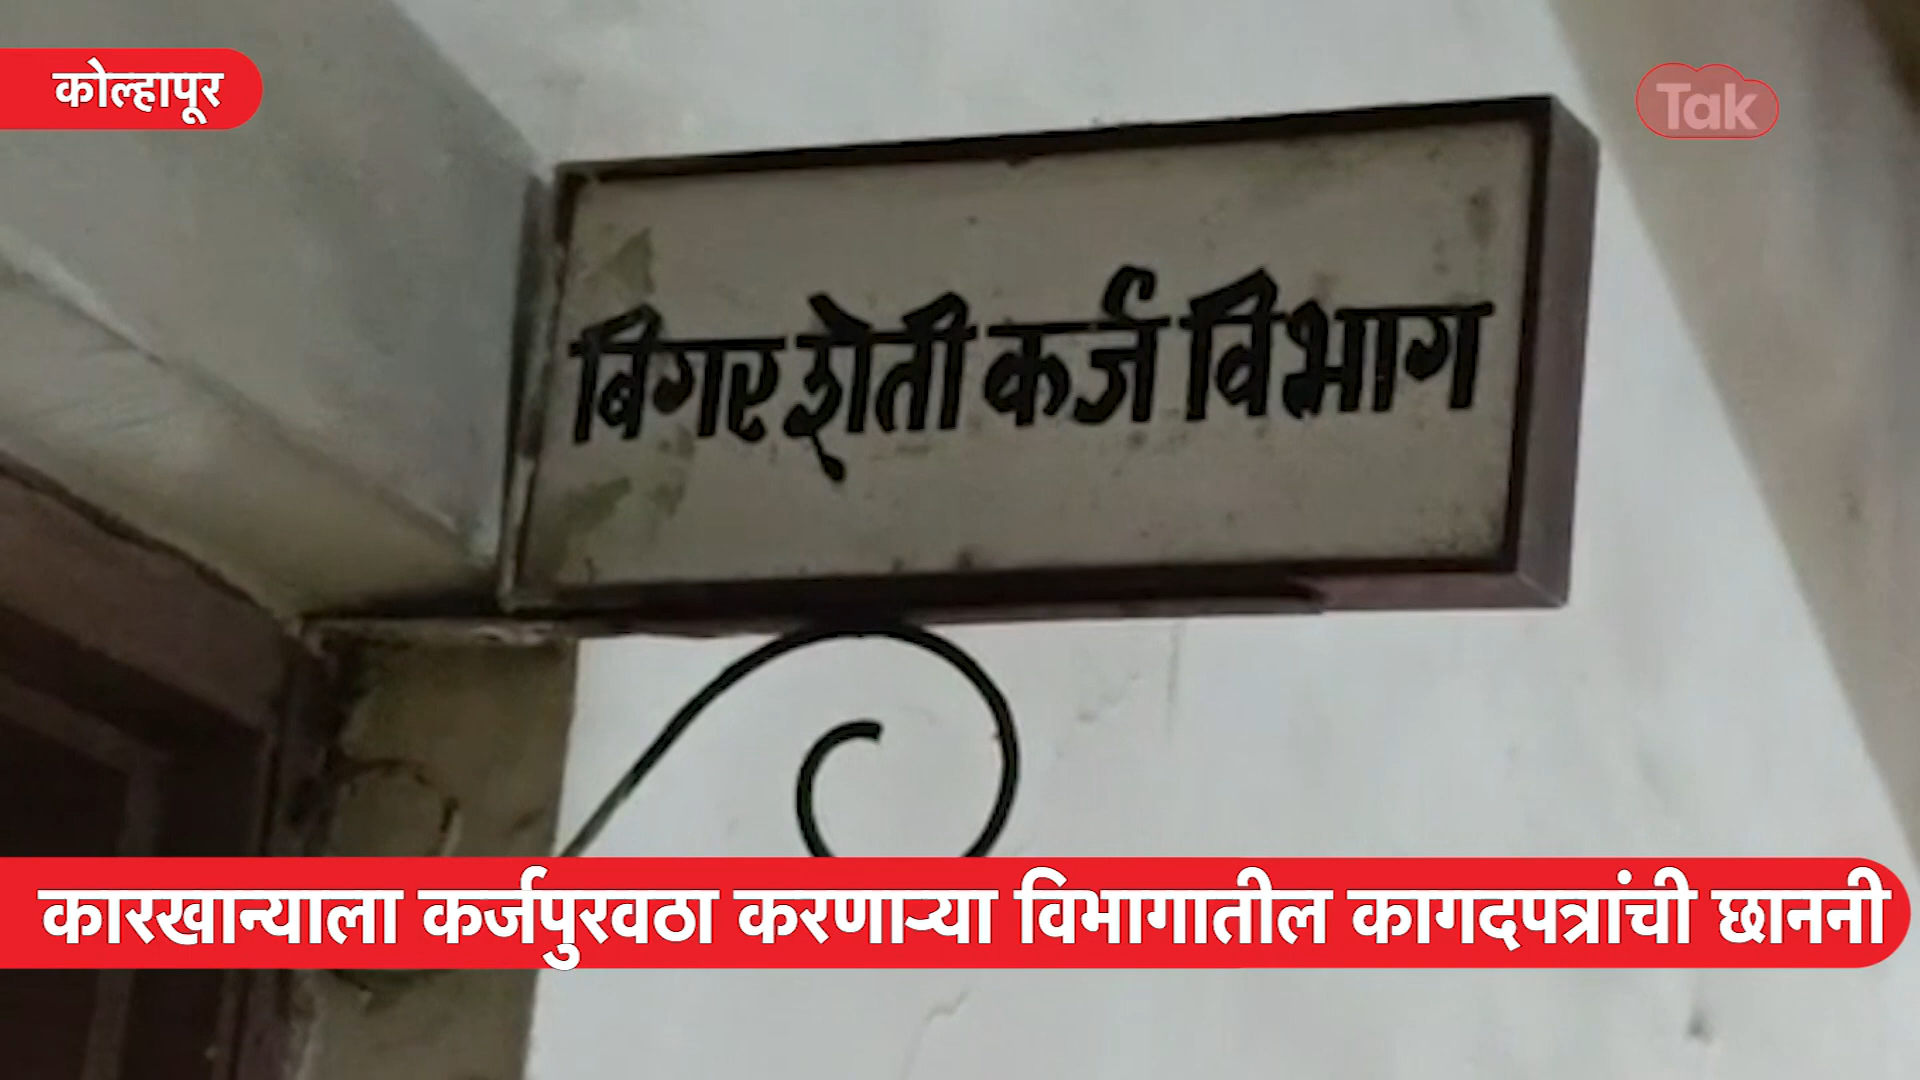 कोल्हापूर
Tak
बिगर शेती कर्ज विभाग
कारखान्याला कर्जपुरवठा करणाऱ्या विभागातील कागदपत्रांची छाननी